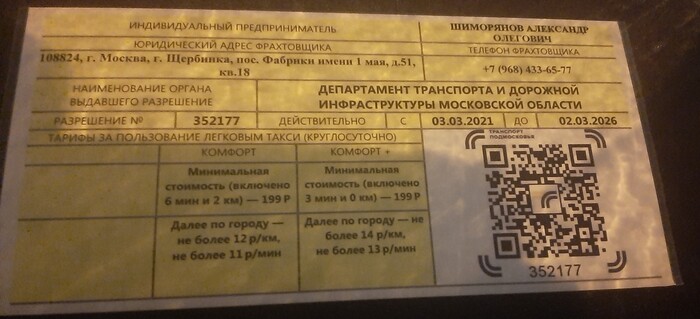 ИНДИВИДУАЛЬНЫЙ ПРЕДПРИНИМАТЕЛЬ
ШИМОРЯНОВ АЛЕКСАНДР
ОЛЕГОВИЧ
ЮРИДИЧЕСКИЙ АДРЕС ФРАХТОВЩИКА
ТЕЛЕФОН ФРАХТОВЩИКА
108824, г. Москва, г. Щербинка, пос. Фабрики имени 1 мая, д.51,
кв.18
+7 (968) 433-65-77
НАИМЕНОВАНИЕ ОРГАНА
ВЫДАВШЕГО РАЗРЕШЕНИЕ
ДЕПАРТАМЕНТ ТРАНСПОРТА И ДОРОЖНОЙ
ИНФРАСТРУКТУРЫ МОСКОВСКОЙ ОБЛАСТИ
РАЗРЕШЕНИЕ № 352177 ДЕЙСТВИТЕЛЬНО С 03.03.2021 ДО 02.03.2026
ТАРИФЫ ЗА ПОЛЬЗОВАНИЕ ЛЕГКОВЫМ ТАКСИ (КРУГЛОСУТОЧНО)
КОМФОРТ
КОМФОРТ +
Минимальная
стоимость (включено
6 мин и 2 км) — 199 Р
Минимальная
стоимость (включено
3 мин и 0 км) — 199 Р
Далее по городу —
не более 12 р/км,
не более 11 р/мин
Далее по городу — не
более 14 р/км,
не более 13 р/мин
ТРАНСПОРТ
ПОДМОСКОВЬЯ
352177